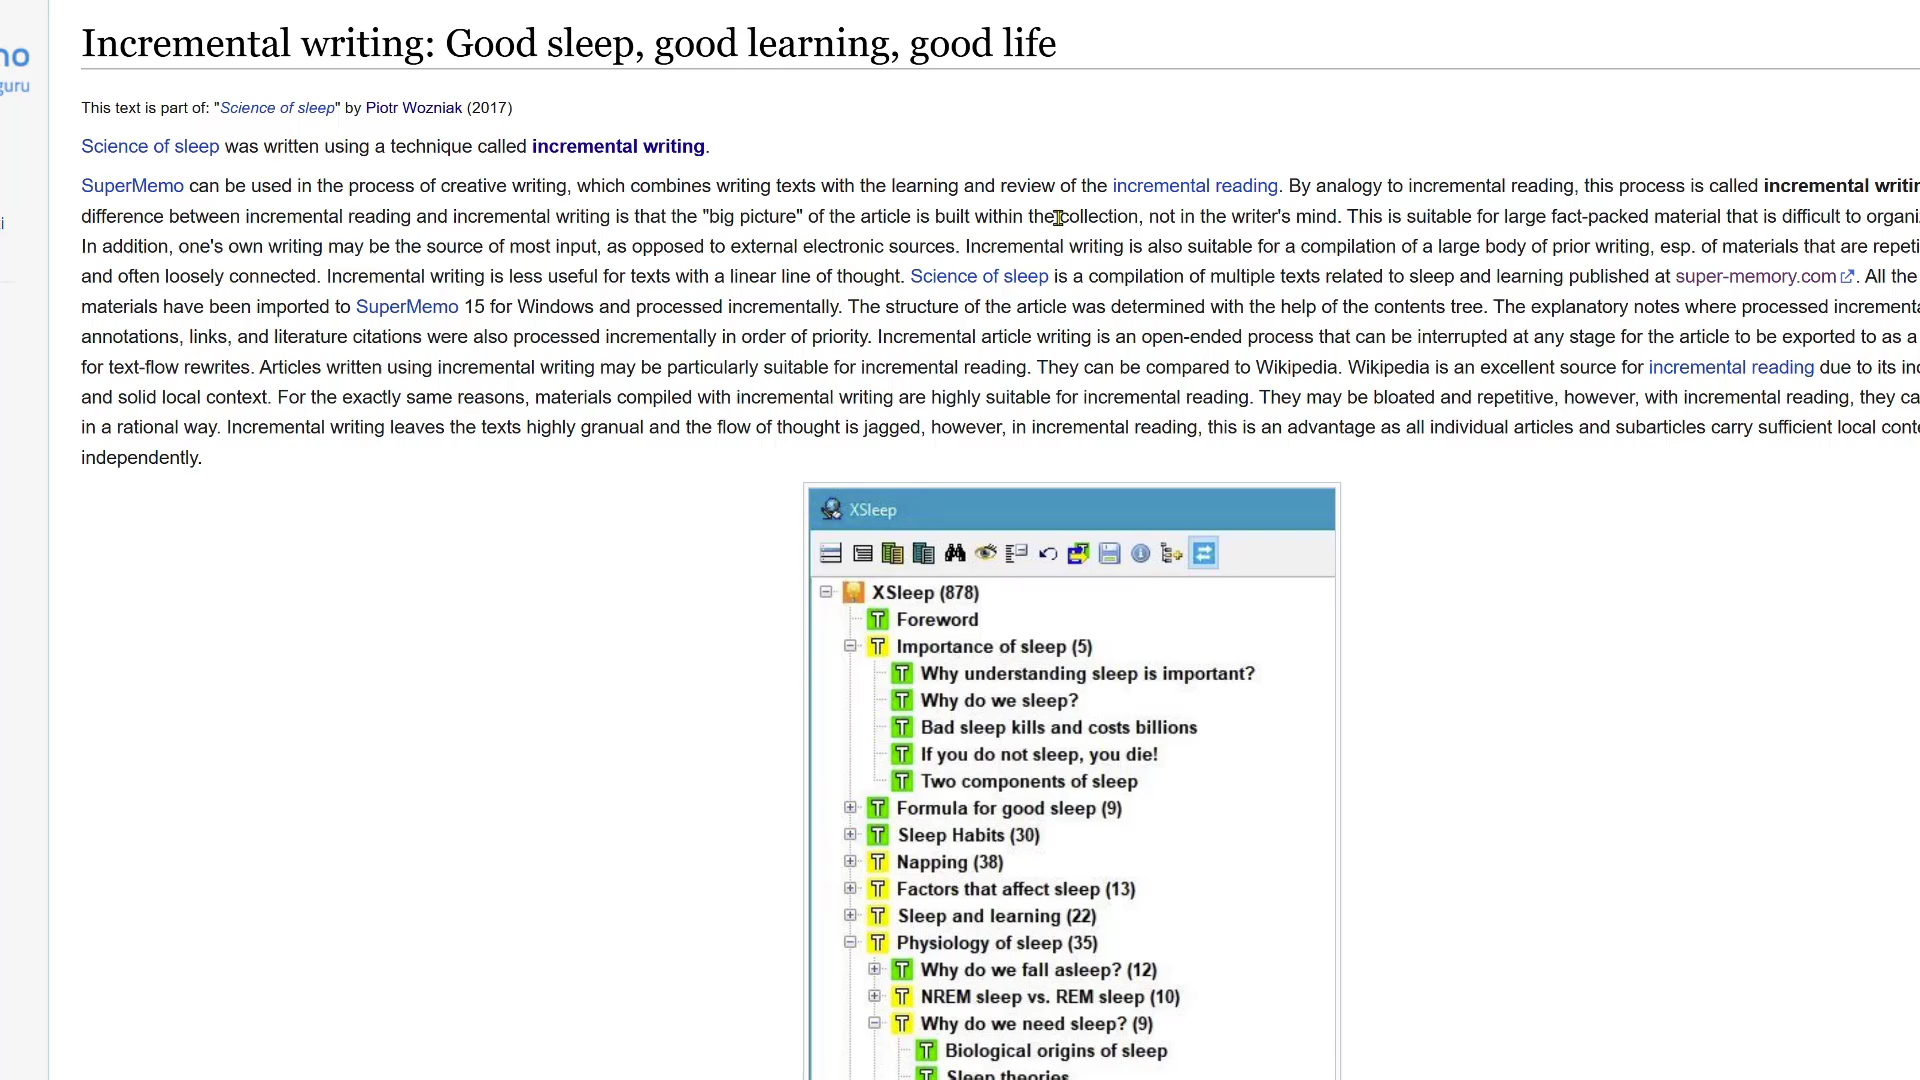 no
guru
i
Incremental writing: Good sleep, good learning, good life
This text is part of: "Science of sleep" by Piotr Wozniak (2017)
Science of sleep was written using a technique called incremental writing.
SuperMemo can be used in the process of creative writing, which combines writing texts with the learning and review of the incremental reading. By analogy to incremental reading, this process is called incremental
difference between incremental reading and incremental writing is that the "big picture" of the article is built within the collection, not in the writer's mind. This is suitable for large fact-packed material that is difficult to
In addition, one's own writing may be the source of most input, as opposed to external electronic sources. Incremental writing is also suitable for a compilation of a large body of prior writing, esp. of materials that are
and often loosely connected. Incremental writing is less useful for texts with a linear line of thought. Science of sleep is a compilation of multiple texts related to sleep and learning published at super-memory.com. All the
materials have been imported to SuperMemo 15 for Windows and processed incrementally. The structure of the article was determined with the help of the contents tree. The explanatory notes where processed
annotations, links, and literature citations were also processed incrementally in order of priority. Incremental article writing is an open-ended process that can be interrupted at any stage for the article to be exported to as a
for text-flow rewrites. Articles written using incremental writing may be particularly suitable for incremental reading. They can be compared to Wikipedia. Wikipedia is an excellent source for incremental reading due to its
and solid local context. For the exactly same reasons, materials compiled with incremental writing are highly suitable for incremental reading. They may be bloated and repetitive, however, with incremental reading, they
in a rational way. Incremental writing leaves the texts highly granual and the flow of thought is jagged, however, in incremental reading, this is an advantage as all individual articles and subarticles carry sufficient local
independently.
XSleep
XSleep (878)
Foreword
Importance of sleep (5)
Why understanding sleep is important?
Why do we sleep?
Bad sleep kills and costs billions
If you do not sleep, you die!
Two components of sleep
Formula for good sleep (9)
Sleep Habits (30)
Napping (38)
Factors that affect sleep (13)
Sleep and learning (22)
Physiology of sleep (35)
Why do we fall asleep? (12)
NREM sleep vs. REM sleep (10)
Why do we need sleep? (9)
Biological origins of sleep
Sleep theories